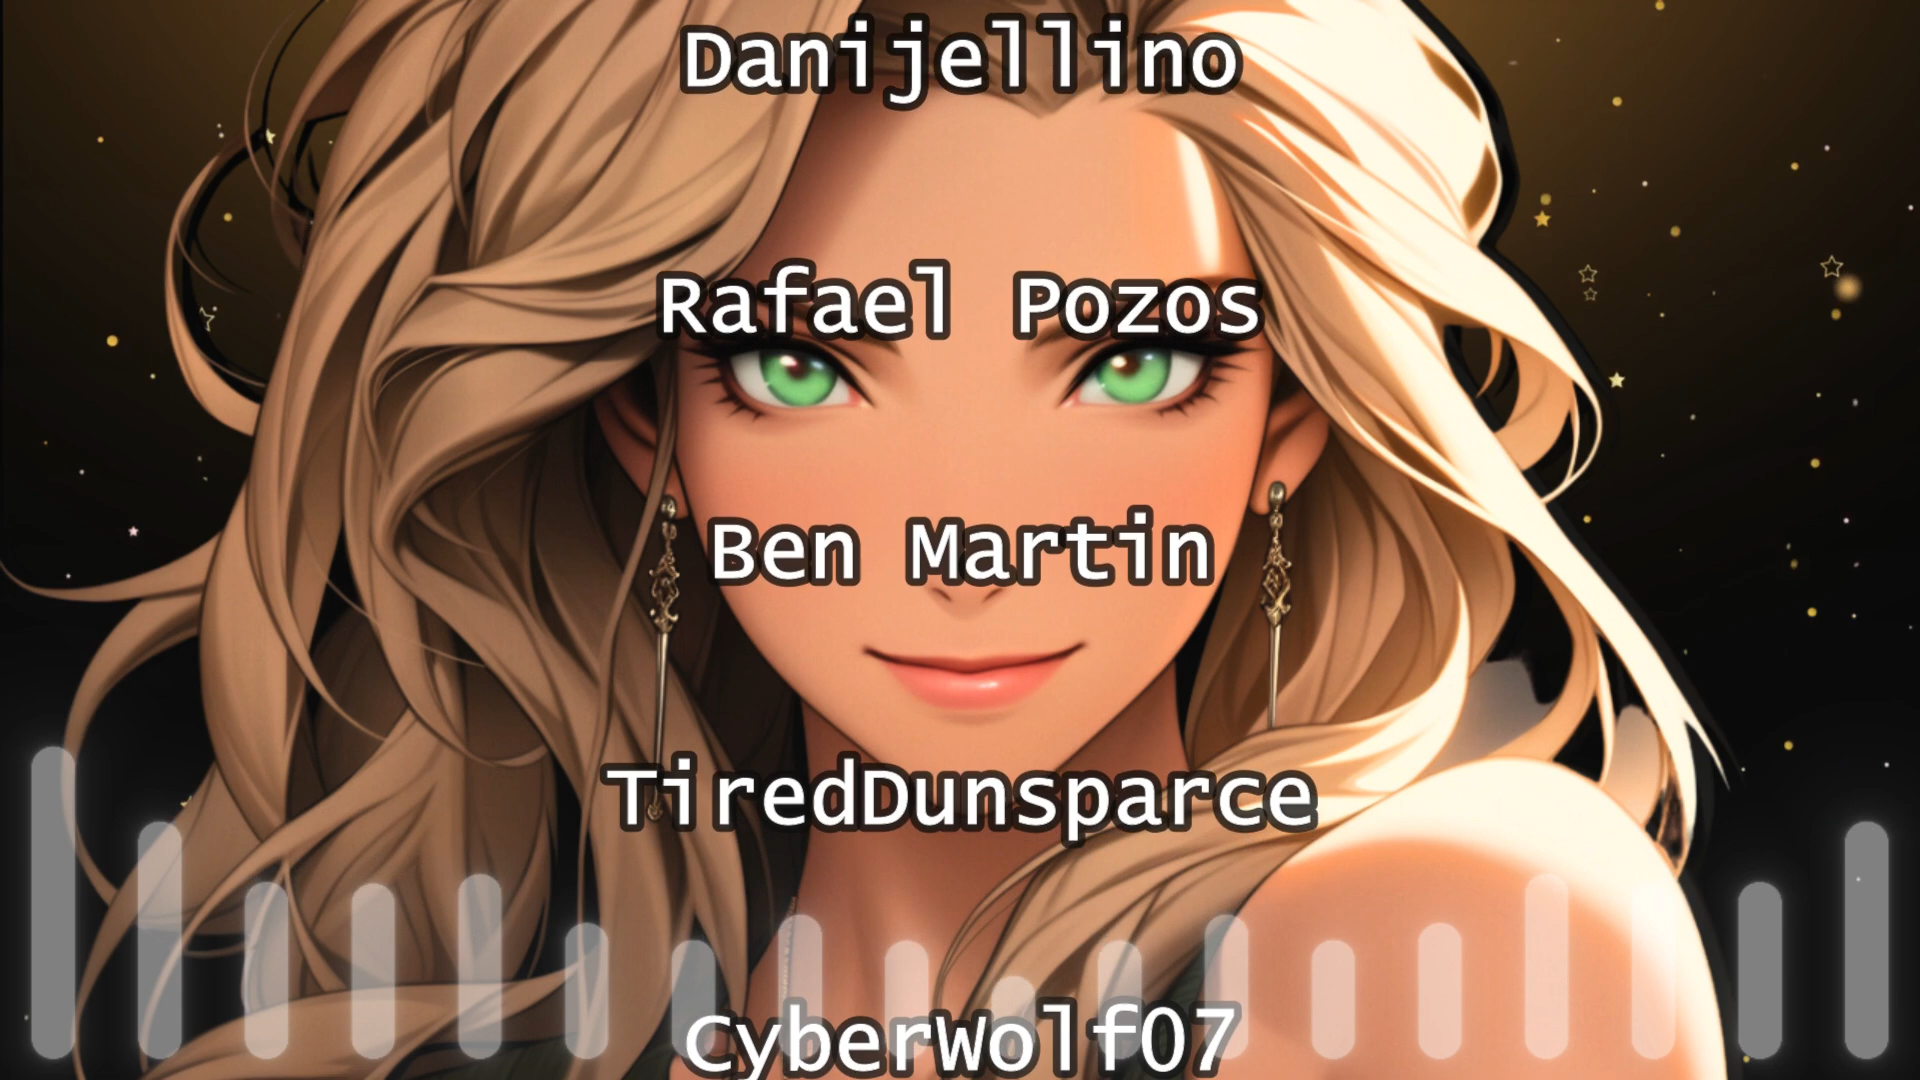 Danijellino
Rafael Pozos
Ben Martin
TiredDunsparce
CyberWolf07